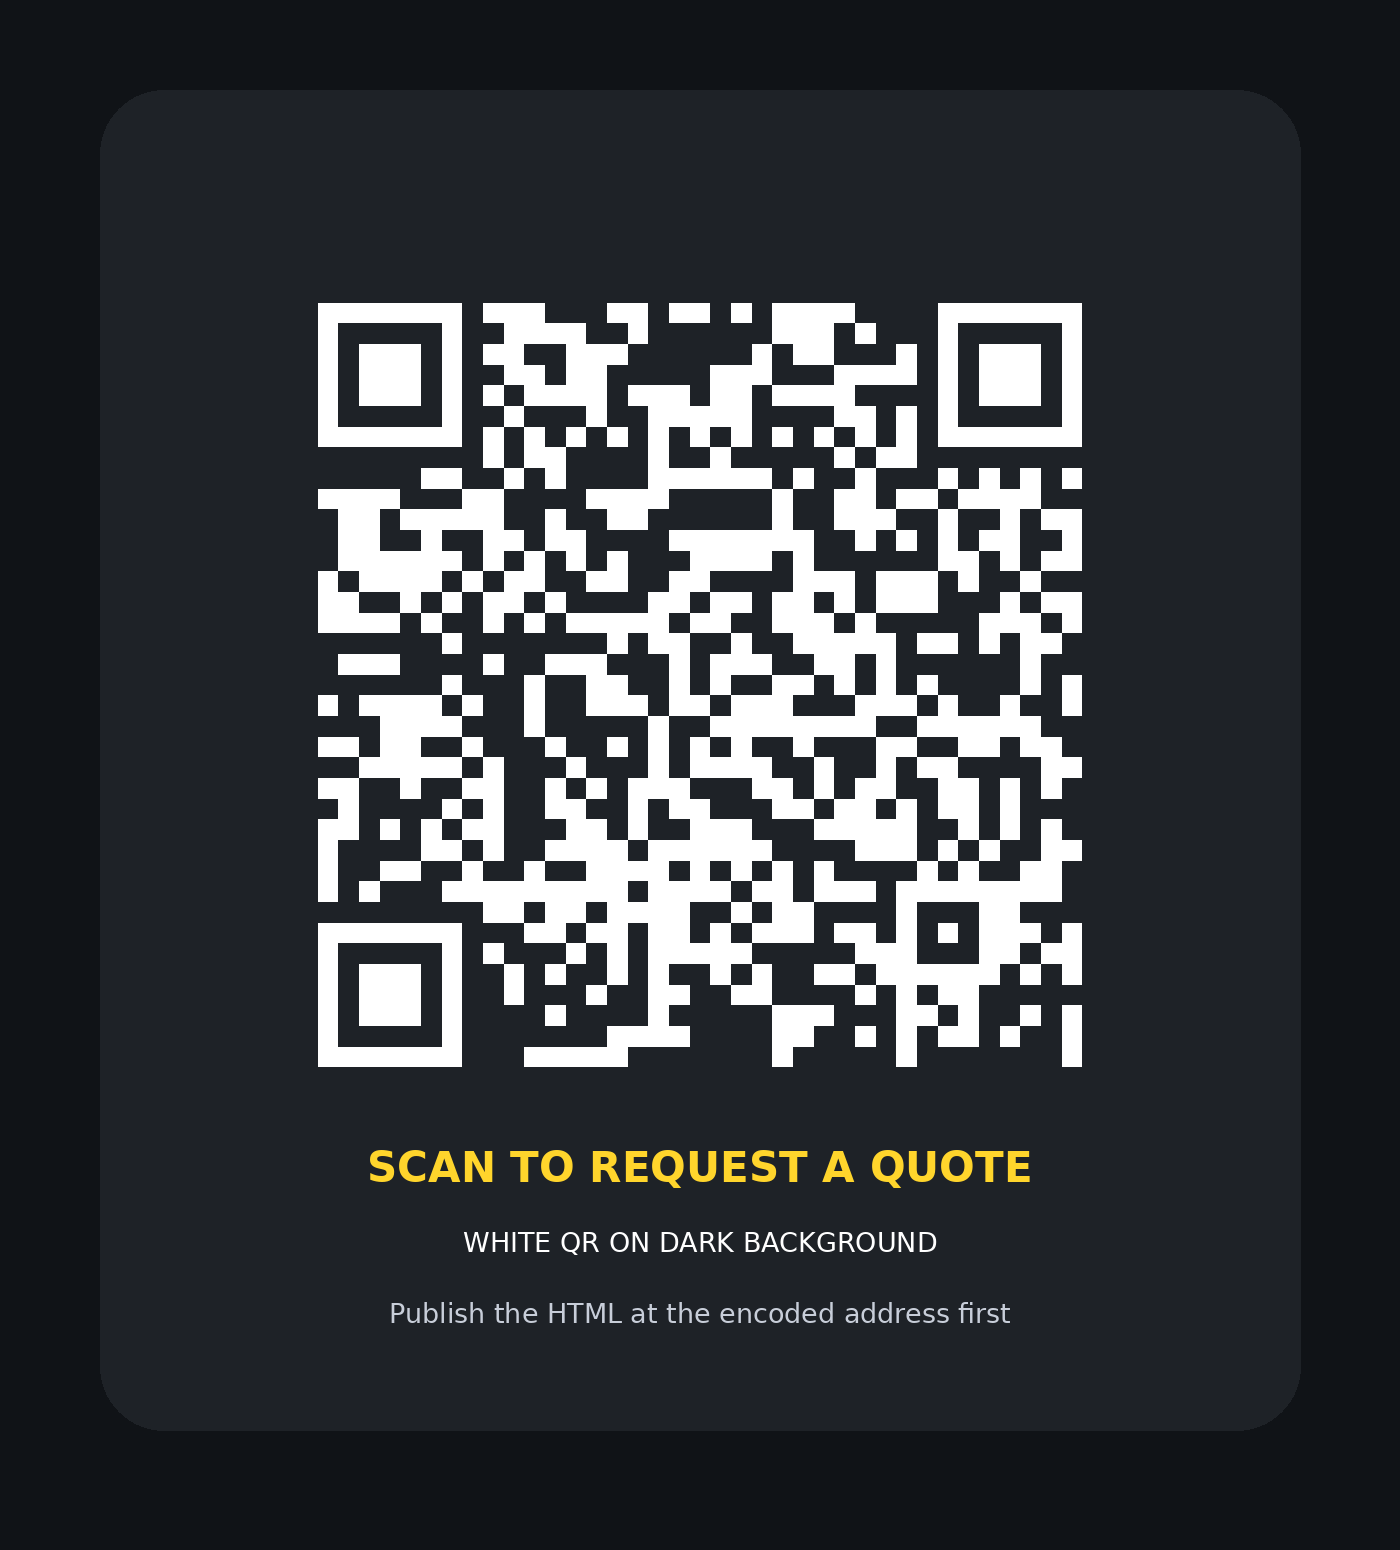 SCAN TO REQUEST A QUOTE
WHITE QR ON DARK BACKGROUND
Publish the HTML at the encoded address first